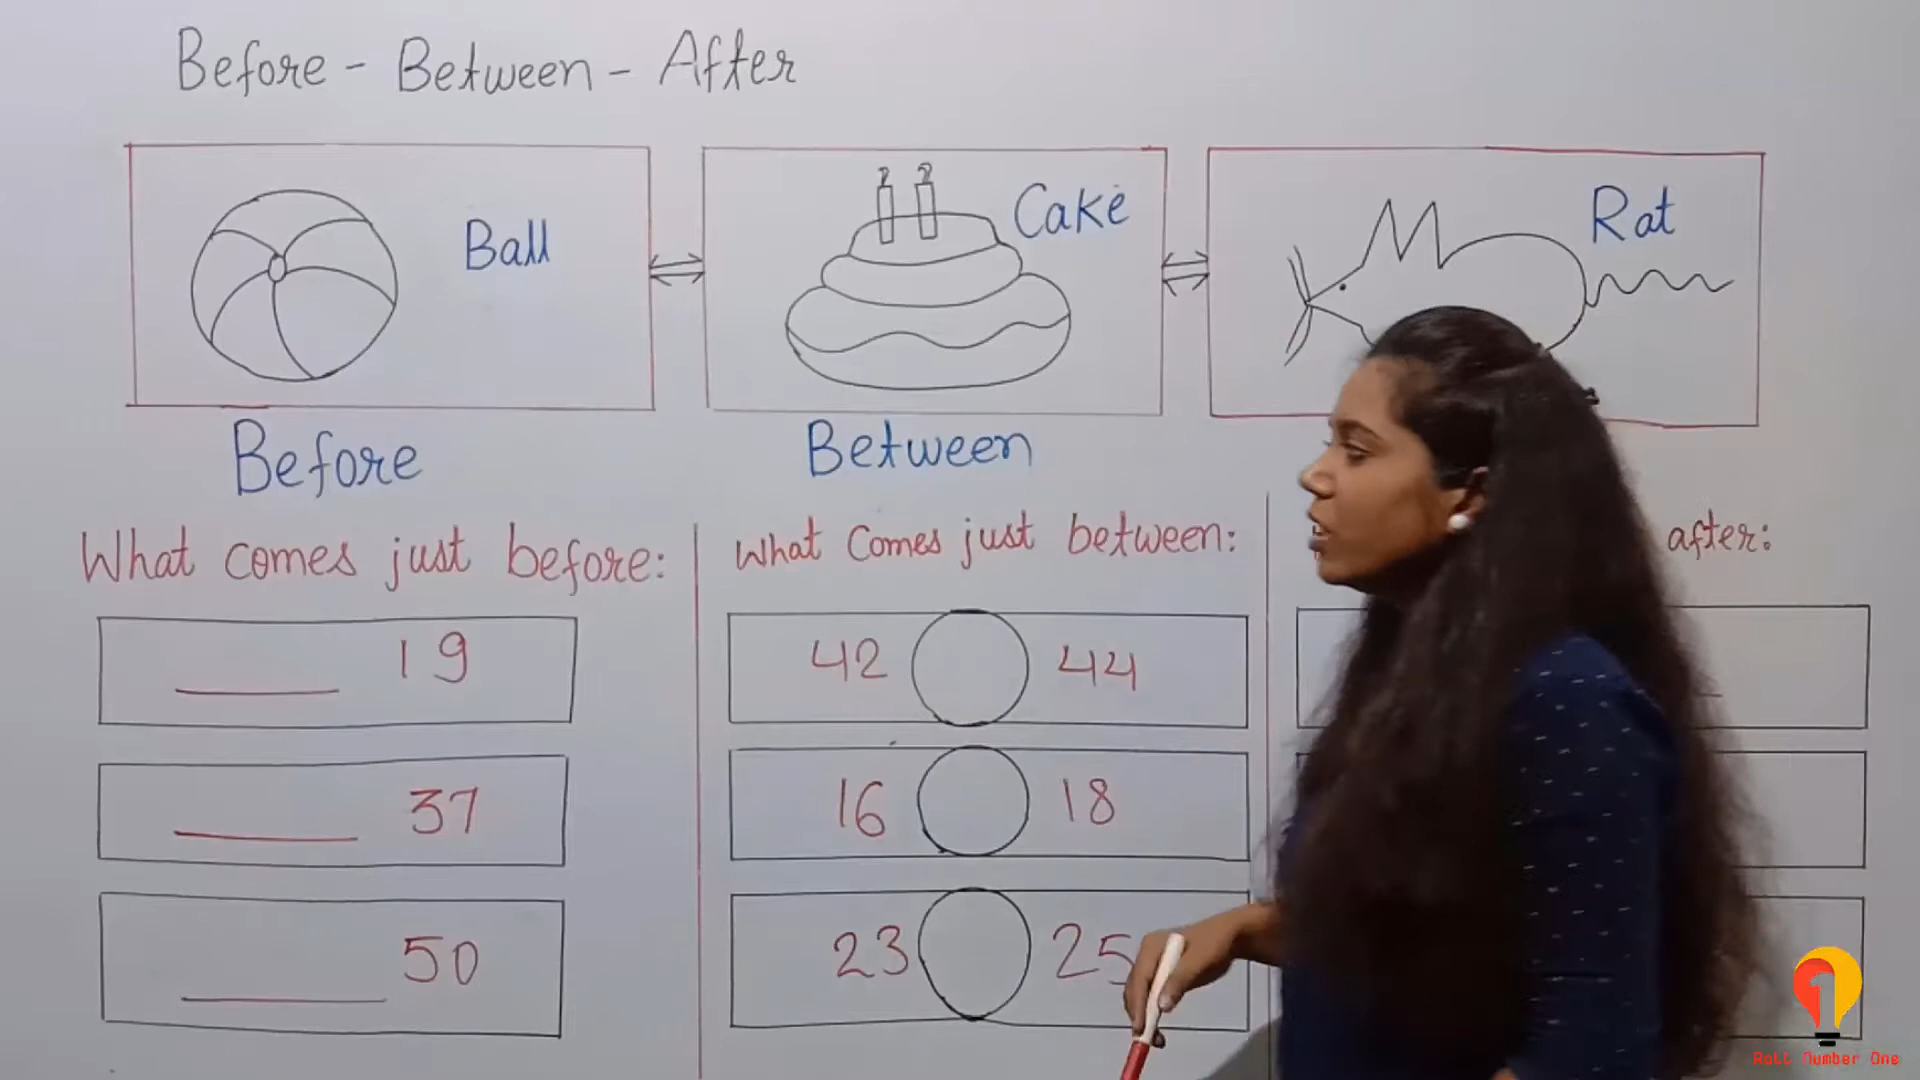 Before - Between - After
Ball
Cake
Rat
Before
Between
What comes just before:
What Comes just between:
after:
19
42 44
37
16 18
50
23 25
Roll Number One